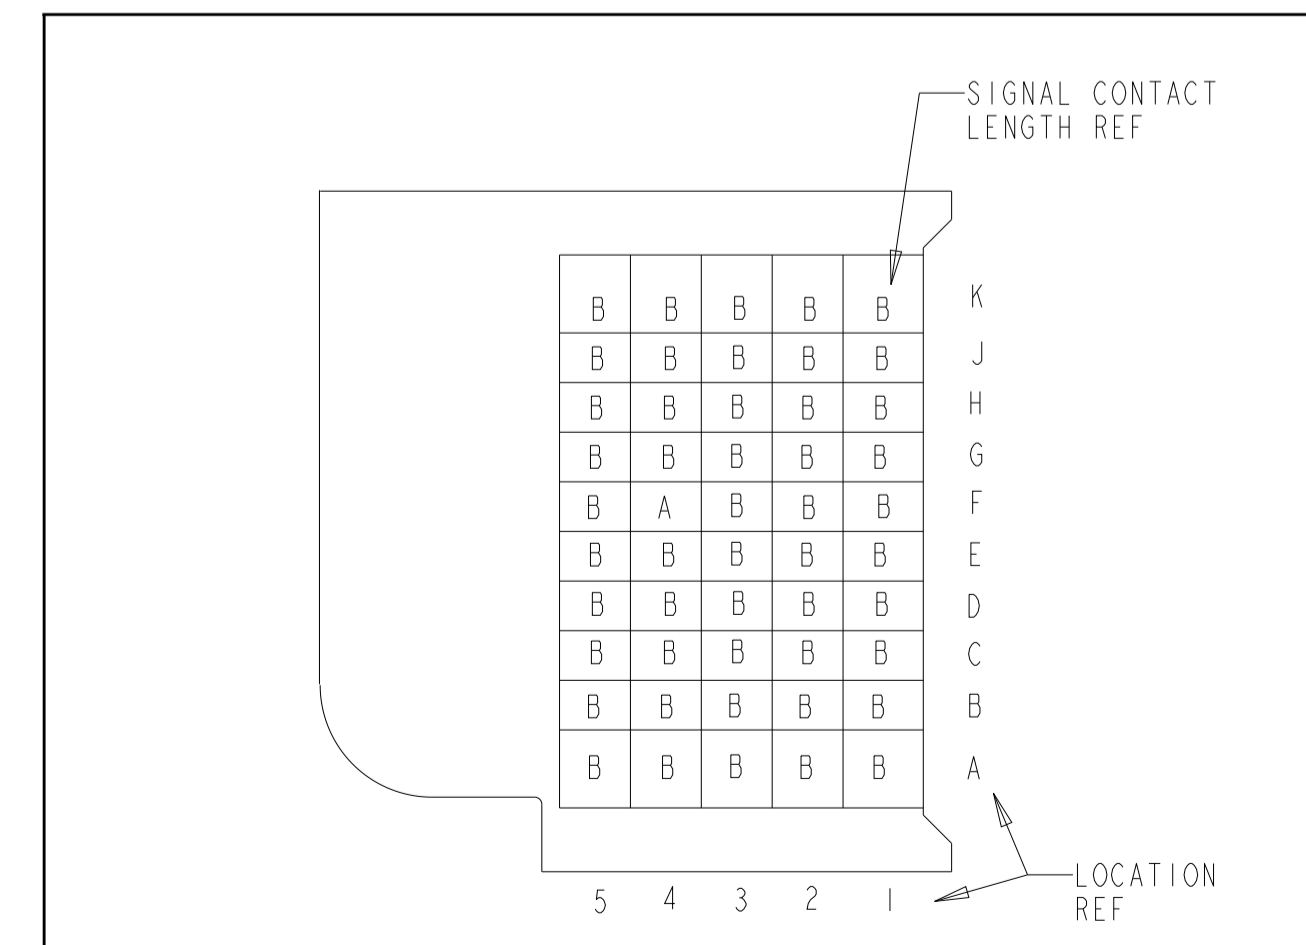 SIGNAL CONTACT
LENGTH REF
B B B B B K
B B B B B J
B B B B B H
B B B B B G
B A B B B F
B B B B B E
B B B B B D
B B B B B C
B B B B B B
B B B B B A
5 4 3 2 1
LOCATION
REF